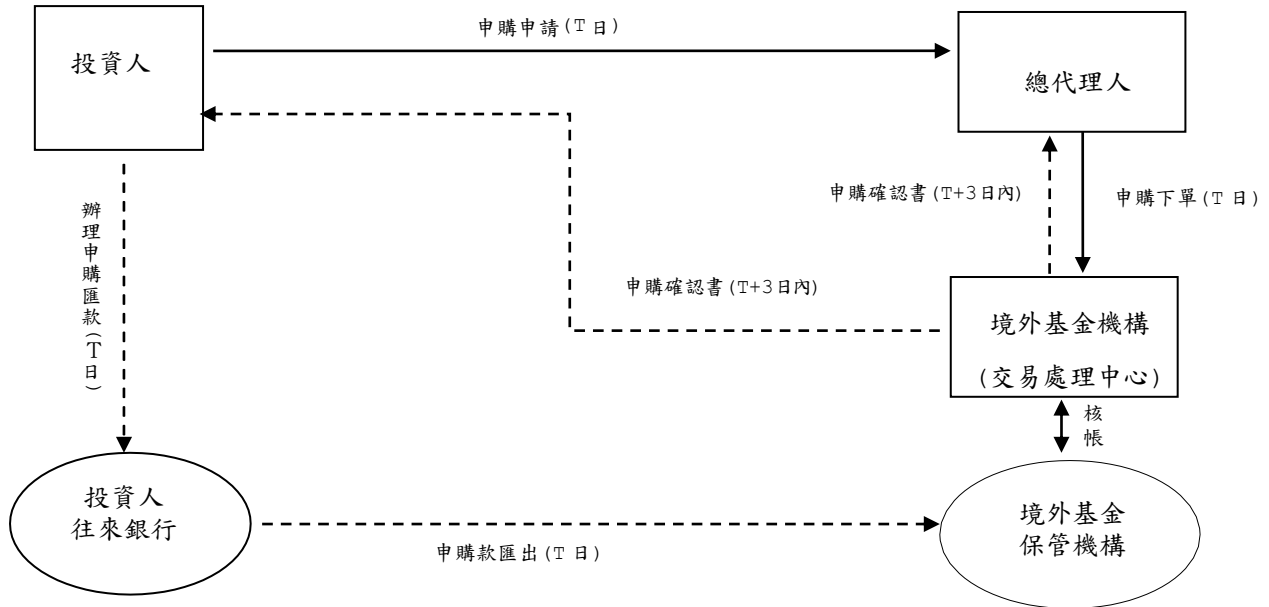 申購申請(T日)
投資人
總代理人
申購確認書(T+3日內)
申購下單(T日)
辦理申購匯款(T日)
申購確認書(T+3日內)
境外基金機構
(交易處理中心)
核帳
投資人
往來銀行
境外基金
保管機構
申購款匯出(T日)